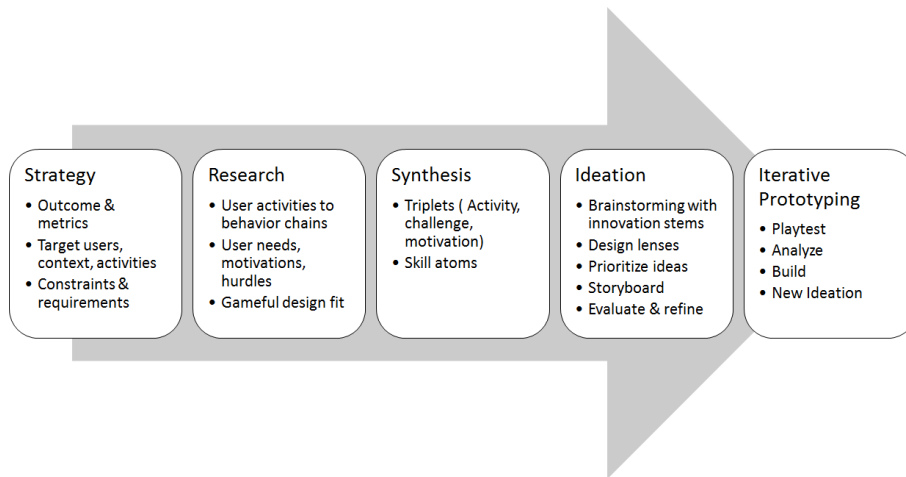 Strategy
• Outcome &
metrics
• Target users,
context, activities
• Constraints &
requirements
Research
• User activities to
behavior chains
• User needs,
motivations,
hurdles
• Gameful design fit
Synthesis
• Triplets ( Activity,
challenge,
motivation)
• Skill atoms
Ideation
• Brainstorming with
innovation stems
• Design lenses
• Prioritize ideas
• Storyboard
• Evaluate & refine
Iterative
Prototyping
• Playtest
• Analyze
• Build
• New Ideation